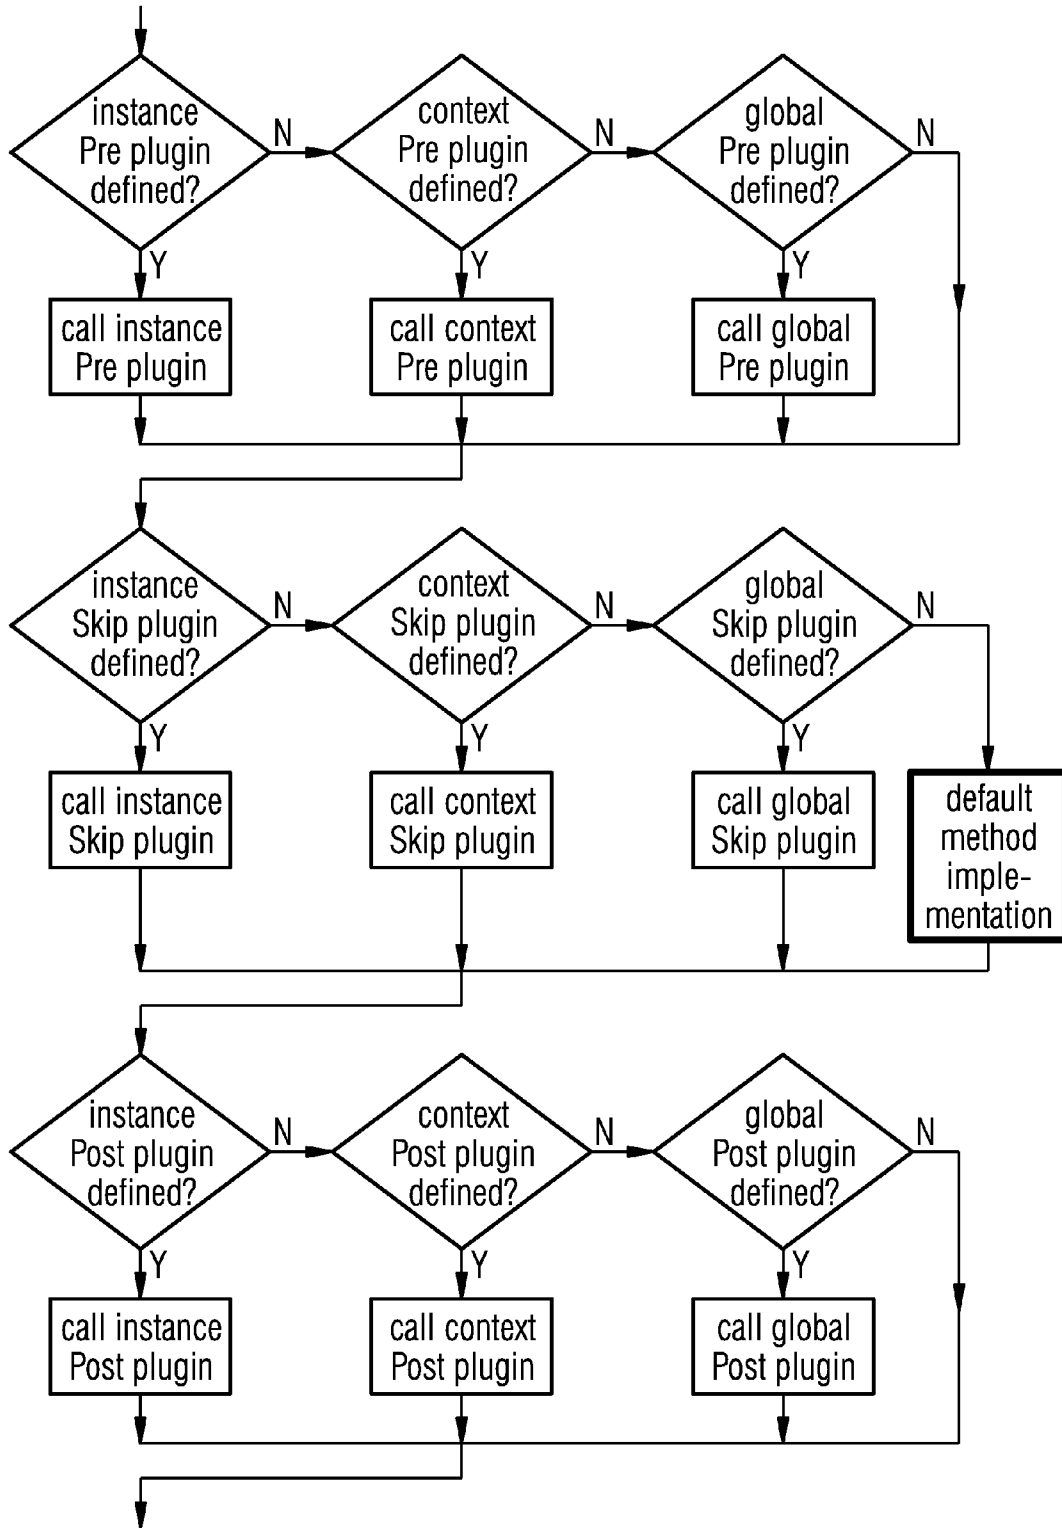 instance
Pre plugin
defined?
N
context
Pre plugin
defined?
N
global
Pre plugin
defined?
N
Y
Y
Y
call instance
Pre plugin
call context
Pre plugin
call global
Pre plugin
instance
Skip plugin
defined?
N
context
Skip plugin
defined?
N
global
Skip plugin
defined?
N
Y
Y
Y
call instance
Skip plugin
call context
Skip plugin
call global
Skip plugin
default
method
imple-
mentation
instance
Post plugin
defined?
N
context
Post plugin
defined?
N
global
Post plugin
defined?
N
Y
Y
Y
call instance
Post plugin
call context
Post plugin
call global
Post plugin